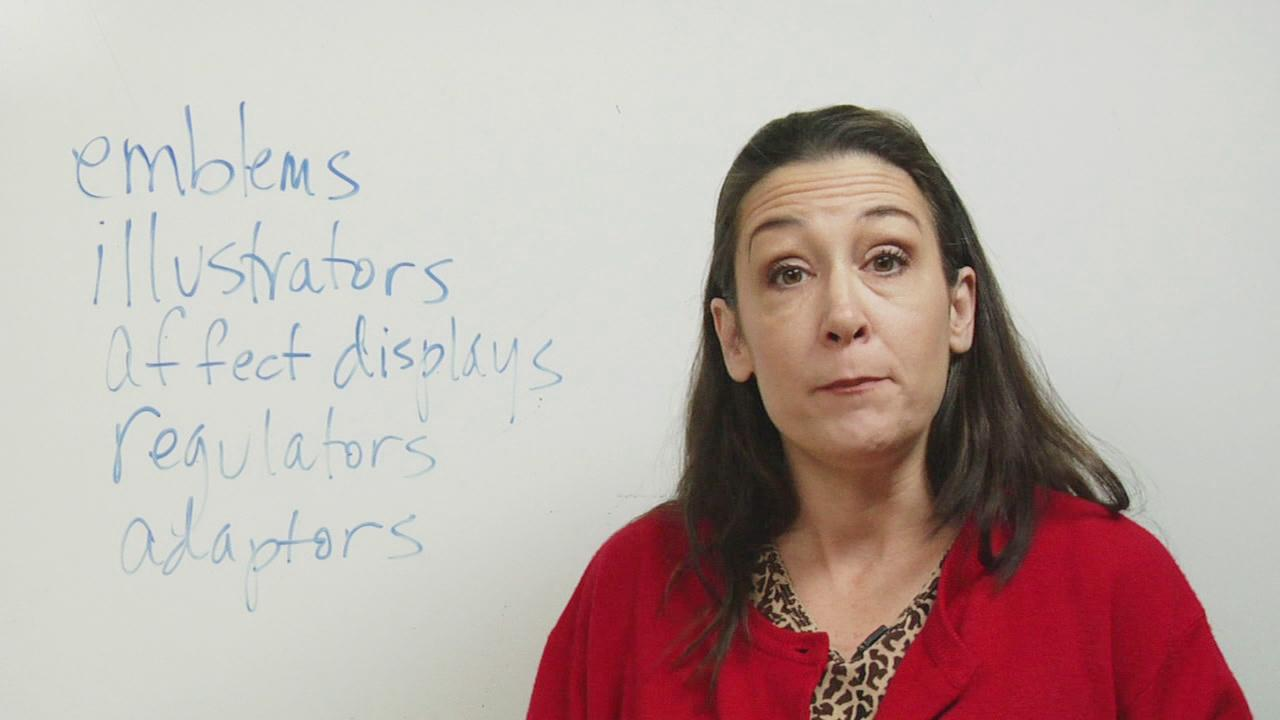 emblems
illustrators
affect displays
regulators
adaptors